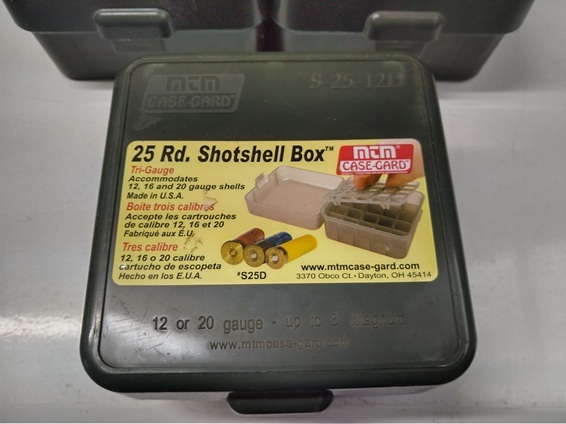 mtm
CASE-GARD
S-25-12D
25 Rd. Shotshell Box™
mtm
CASE-GARD®
Tri-Gauge
Accommodates
12, 16 and 20 gauge shells
Made in U.S.A.
Boite trois calibres
Accepte les cartrouches
de calibre 12, 16 et 20
Fabriqué aux É.U.
Tres calibre
12, 16 o 20 calibre
cartucho de escopeta
Hecho en los E.U.A.
*S25D
www.mtmcase-gard.com
3370 Obco Ct. • Dayton, OH 45414
12 or 20 gauge - up to 3" Magnum
www.mtmcase-gard.com